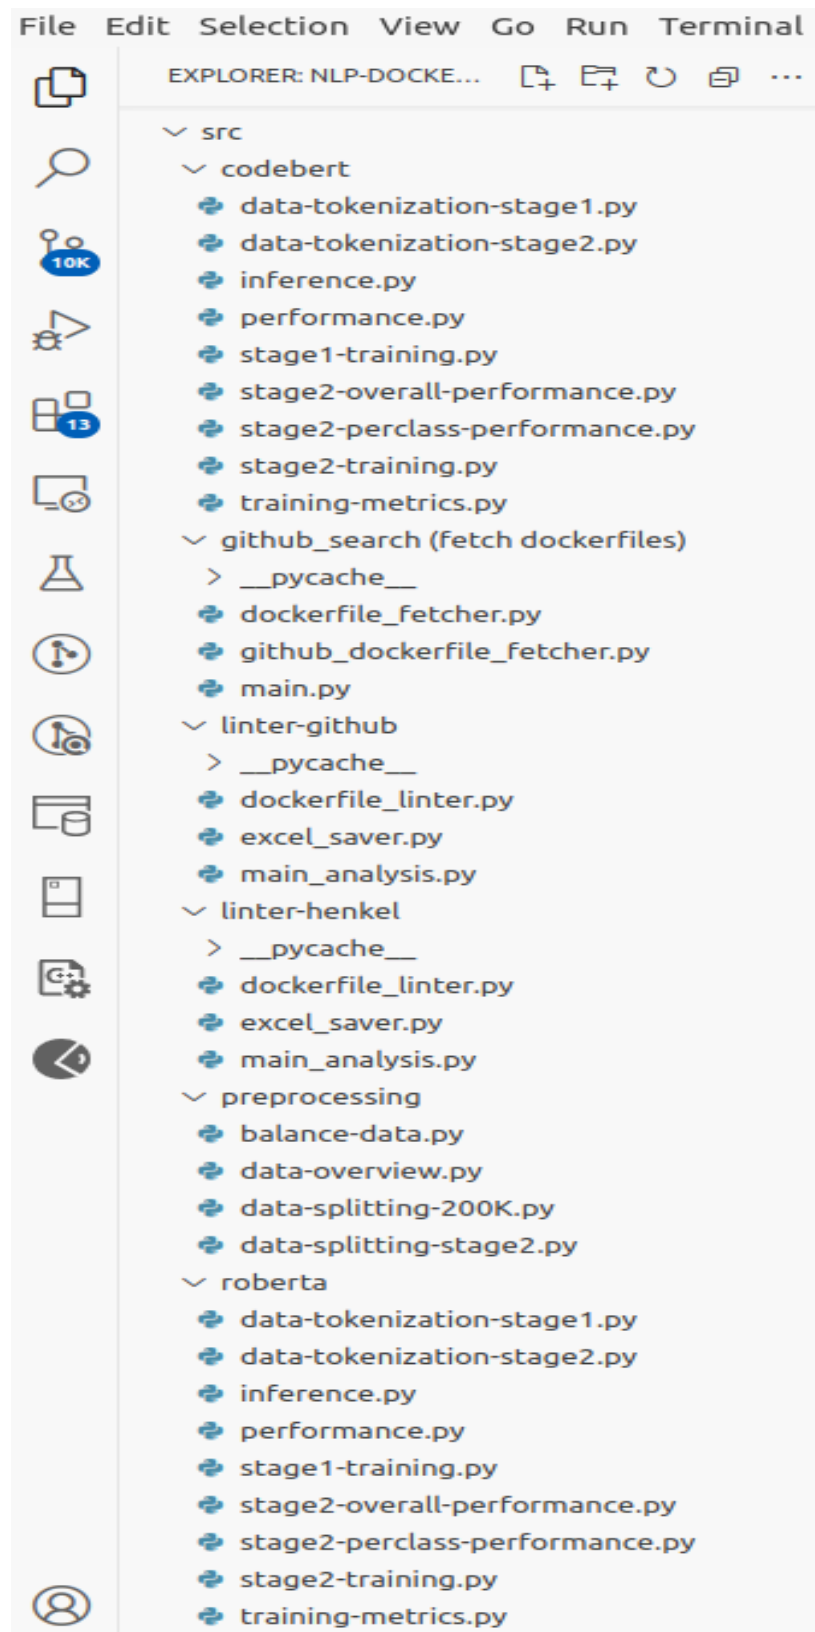 File Edit Selection View Go Run Terminal
EXPLORER: NLP-DOCKE...
src
codebert
data-tokenization-stage1.py
data-tokenization-stage2.py
10K
inference.py
performance.py
stage1-training.py
stage2-overall-performance.py
13
stage2-perclass-performance.py
stage2-training.py
training-metrics.py
github_search (fetch dockerfiles)
__pycache__
dockerfile_fetcher.py
github_dockerfile_fetcher.py
main.py
linter-github
__pycache__
dockerfile_linter.py
excel_saver.py
main_analysis.py
linter-henkel
__pycache__
dockerfile_linter.py
excel_saver.py
main_analysis.py
preprocessing
balance-data.py
data-overview.py
data-splitting-200K.py
data-splitting-stage2.py
roberta
data-tokenization-stage1.py
data-tokenization-stage2.py
inference.py
performance.py
stage1-training.py
stage2-overall-performance.py
stage2-perclass-performance.py
stage2-training.py
training-metrics.py